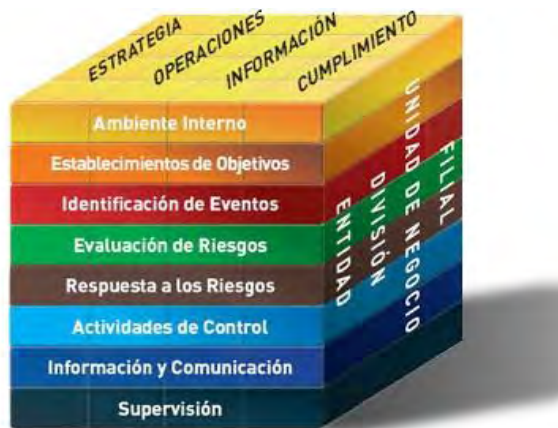 ESTRATEGIA
OPERACIONES
INFORMACIÓN
CUMPLIMIENTO
Ambiente Interno
Establecimientos de Objetivos
Identificación de Eventos
Evaluación de Riesgos
Respuesta a los Riesgos
Actividades de Control
Información y Comunicación
Supervisión
ENTIDAD
DIVISIÓN
UNIDAD DE NEGOCIO
FILIAL